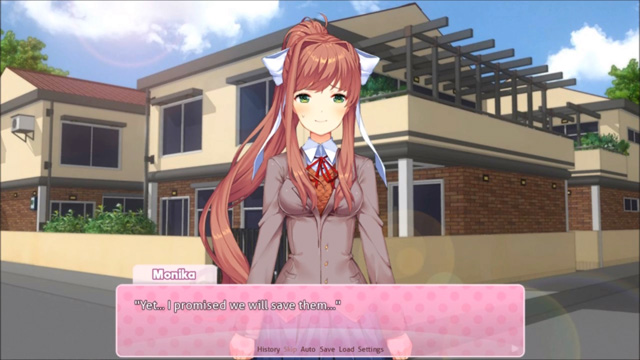 Monika
"Yet... I promised we will save them..."
History Skip Auto Save Load Settings